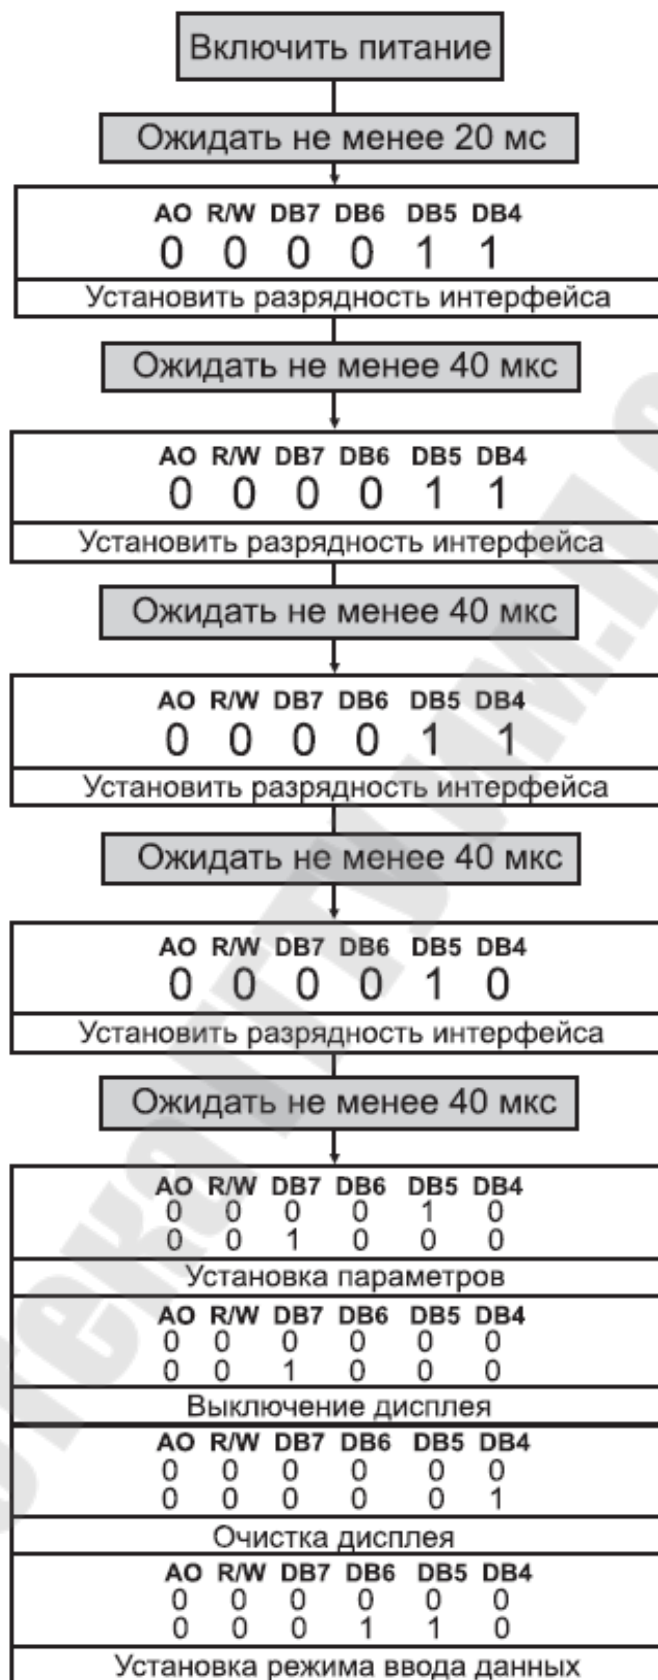 Включить питание
Ожидать не менее 20 мс
AO R/W DB7 DB6 DB5 DB4
0 0 0 0 1 1
Установить разрядность интерфейса
Ожидать не менее 40 мкс
AO R/W DB7 DB6 DB5 DB4
0 0 0 0 1 1
Установить разрядность интерфейса
Ожидать не менее 40 мкс
AO R/W DB7 DB6 DB5 DB4
0 0 0 0 1 1
Установить разрядность интерфейса
Ожидать не менее 40 мкс
AO R/W DB7 DB6 DB5 DB4
0 0 0 0 1 0
Установить разрядность интерфейса
Ожидать не менее 40 мкс
AO R/W DB7 DB6 DB5 DB4
0 0 0 0 1 0
0 0 1 0 0 0
Установка параметров
AO R/W DB7 DB6 DB5 DB4
0 0 0 0 0 0
0 0 1 0 0 0
Выключение дисплея
AO R/W DB7 DB6 DB5 DB4
0 0 0 0 0 0
0 0 0 0 0 1
Очистка дисплея
AO R/W DB7 DB6 DB5 DB4
0 0 0 0 0 0
0 0 0 1 1 0
Установка режима ввода данных